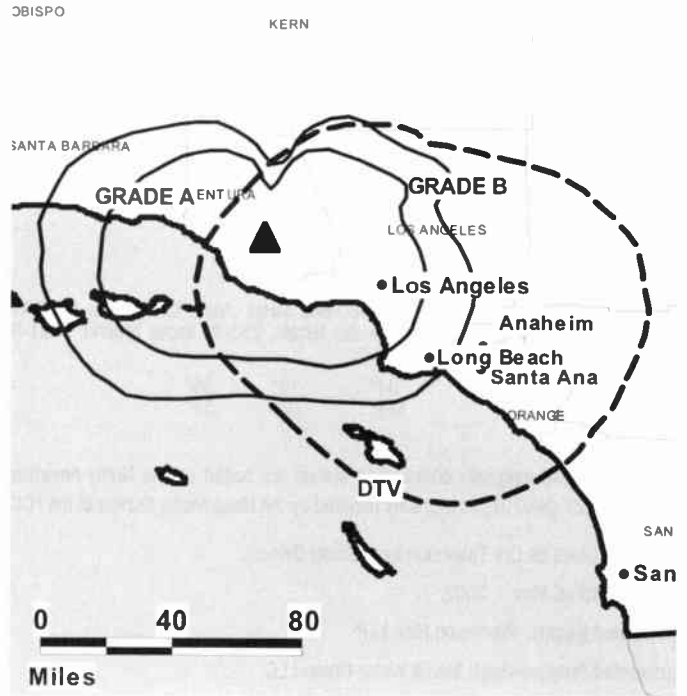 OBISPO
KERN
SANTA BARBARA
GRADE A
ENTURA
GRADE B
LOS ANGELES
Los Angeles
Anaheim
Long Beach
Santa Ana
ORANGE
DTV
SAN
San
0 40 80
Miles